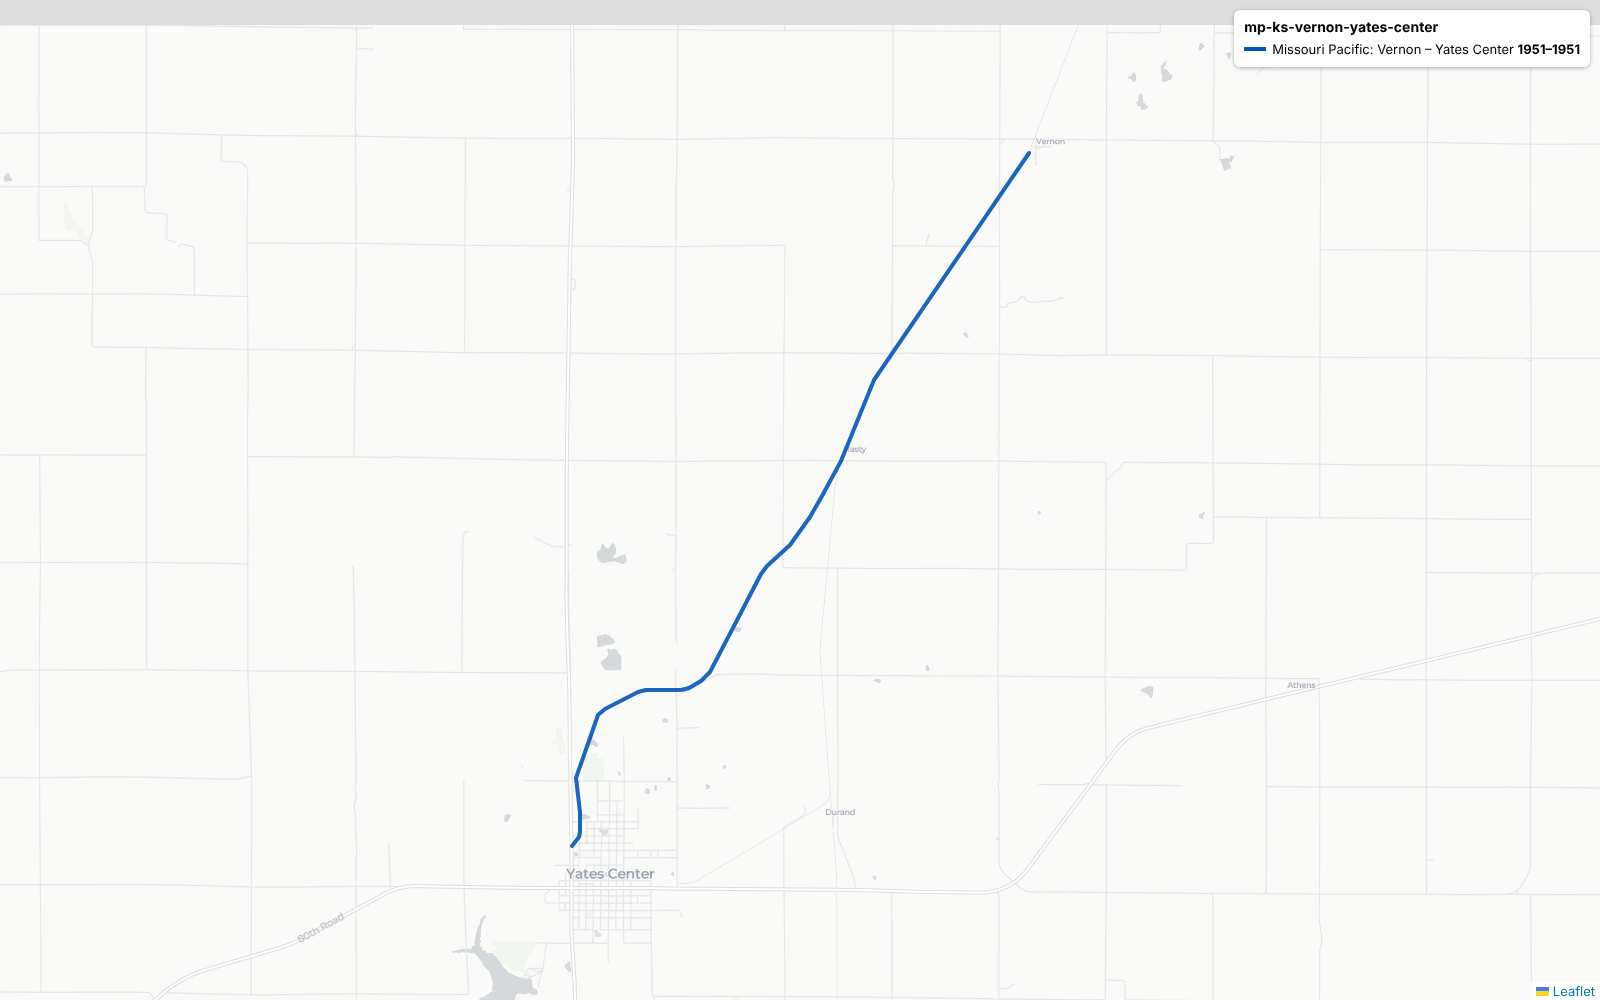 mp-ks-vernon-yates-center
Missouri Pacific: Vernon – Yates Center 1951–1951
Vernon
Athens
Durand
Yates Center
80th Road
Leaflet